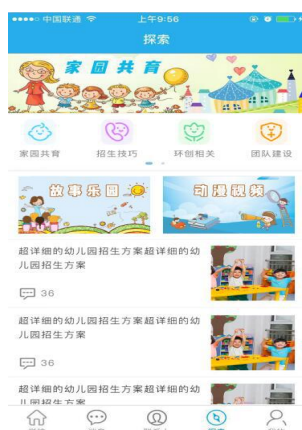 中国联通 上午9:56
探索
家园共育
家园共育 招生技巧 环创相关 团队建设
故事乐园 动漫视频
超详细的幼儿园招生方案超详细的幼
儿园招生方案
36
超详细的幼儿园招生方案超详细的幼
儿园招生方案
36
超详细的幼儿园招生方案超详细的幼
儿园招生方案